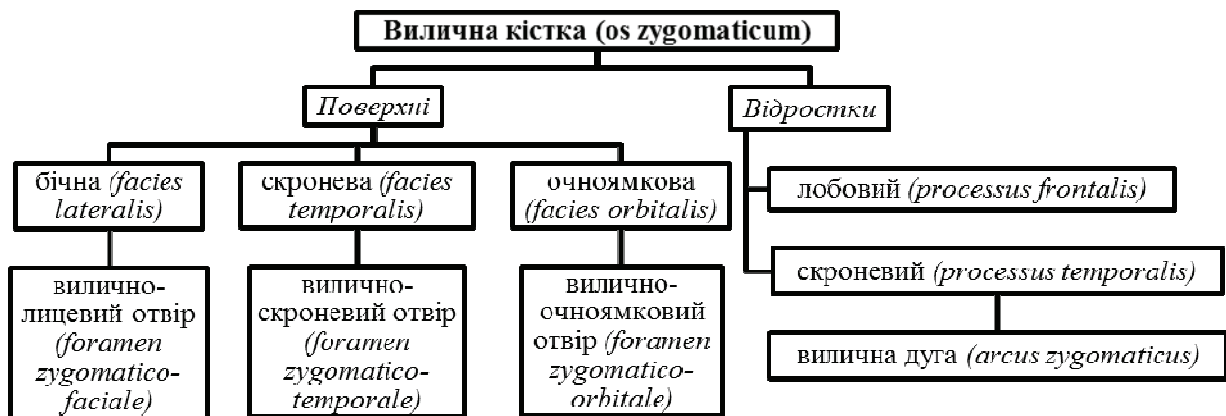 Вилична кістка (os zygomaticum)
Поверхні
Відростки
бічна (facies
lateralis)
скронева (facies
temporalis)
очноямкова
(facies orbitalis)
лобовий (processus frontalis)
вилично-
лицевий отвір
(foramen
zygomatico-
faciale)
вилично-
скроневий отвір
(foramen
zygomatico-
temporale)
вилично-
очноямковий
отвір (foramen
zygomatico-
orbitale)
скроневий (processus temporalis)
вилична дуга (arcus zygomaticus)